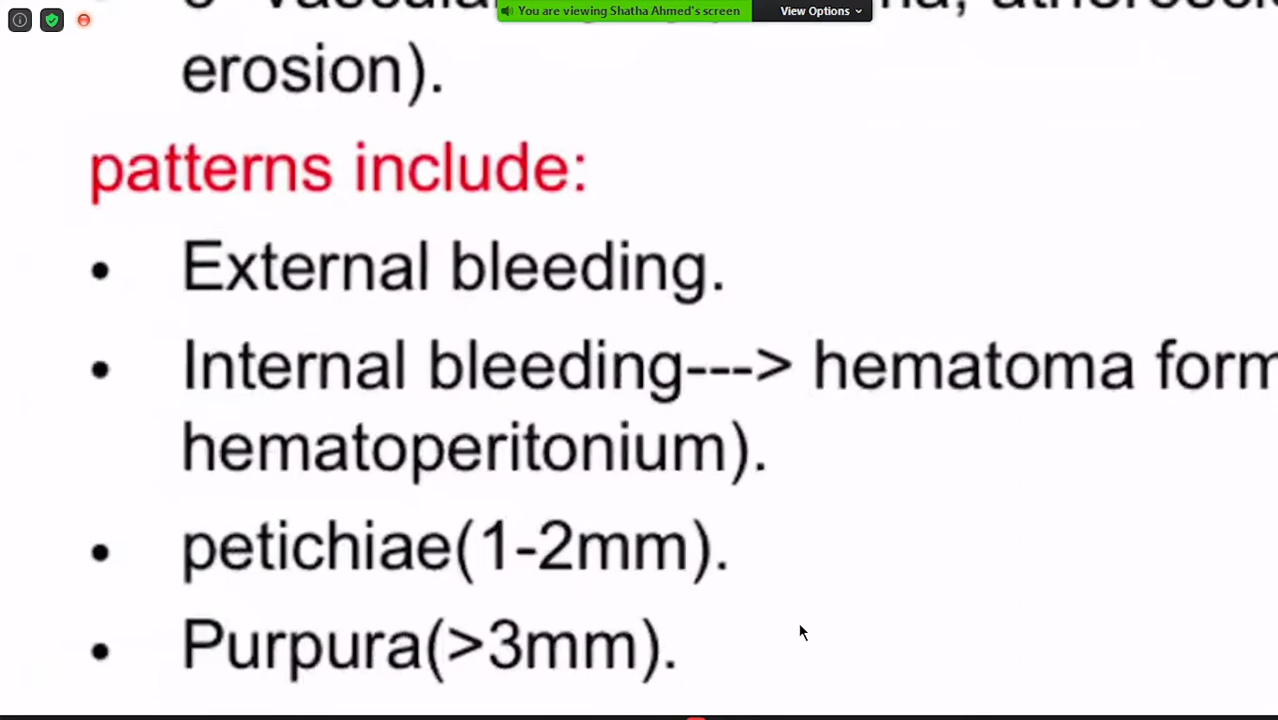 You are viewing Shatha Ahmed's screen
View Options
erosion).
patterns include:
• External bleeding.
• Internal bleeding---> hematoma form
hematoperitonium).
• petichiae(1-2mm).
• Purpura(>3mm).